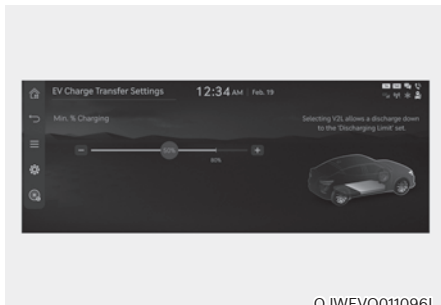 EV Charge Transfer Settings
12:34 AM | Feb. 19
Min. % Charging
Selecting V2L allows a discharge down
to the 'Discharging Limit' set.
50%
80%